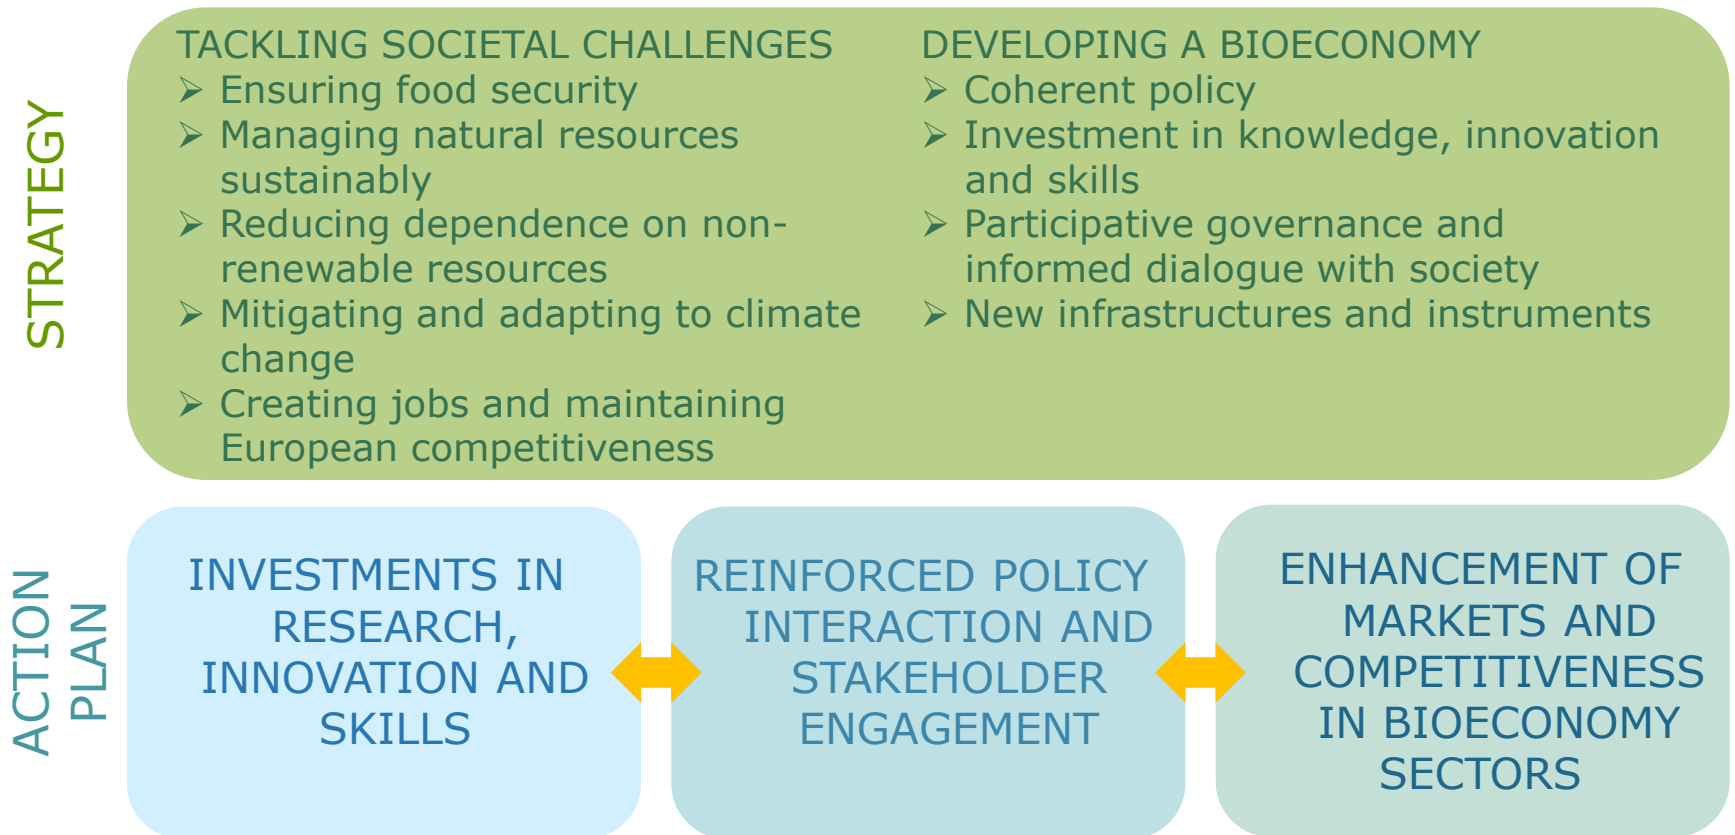 STRATEGY
TACKLING SOCIETAL CHALLENGES
➢ Ensuring food security
➢ Managing natural resources
sustainably
➢ Reducing dependence on non-
renewable resources
➢ Mitigating and adapting to climate
change
➢ Creating jobs and maintaining
European competitiveness
DEVELOPING A BIOECONOMY
➢ Coherent policy
➢ Investment in knowledge, innovation
and skills
➢ Participative governance and
informed dialogue with society
➢ New infrastructures and instruments
ACTION
PLAN
INVESTMENTS IN
RESEARCH,
INNOVATION AND
SKILLS
REINFORCED POLICY
INTERACTION AND
STAKEHOLDER
ENGAGEMENT
ENHANCEMENT OF
MARKETS AND
COMPETITIVENESS
IN BIOECONOMY
SECTORS